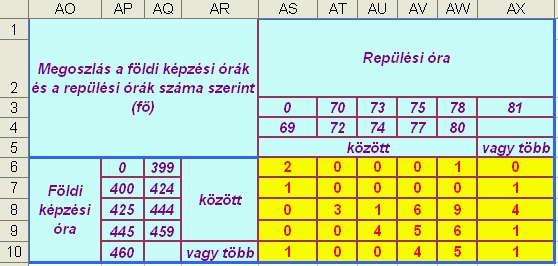 AO AP AQ AR AS AT AU AV AW AX
1
2 Megoszlás a földi képzési órák és a repülési órák száma szerint (fő) Repülési óra
3 0 70 73 75 78 81
4 69 72 74 77 80
5 között vagy több
6 0 399 2 0 0 0 1 0
7 Földi képzési óra 400 424 között 1 0 0 0 0 1
8 425 444 0 3 1 6 9 4
9 445 459 0 0 4 5 6 1
10 460 vagy több 1 0 0 4 5 1